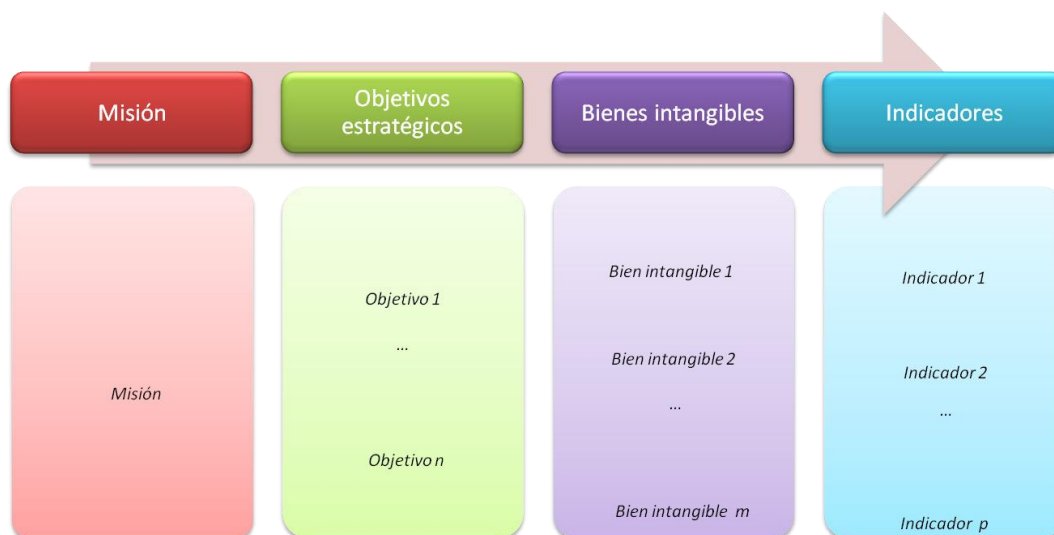 Misión
Objetivos
estratégicos
Bienes intangibles
Indicadores
Misión
Objetivo 1
...
Objetivo n
Bien intangible 1
Bien intangible 2
...
Bien intangible m
Indicador 1
Indicador 2
...
Indicador p